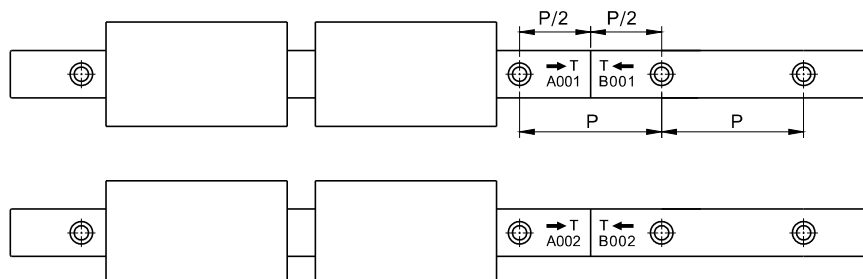 P/2 P/2
→T T←
A001 B001
P P
→T T←
A002 B002